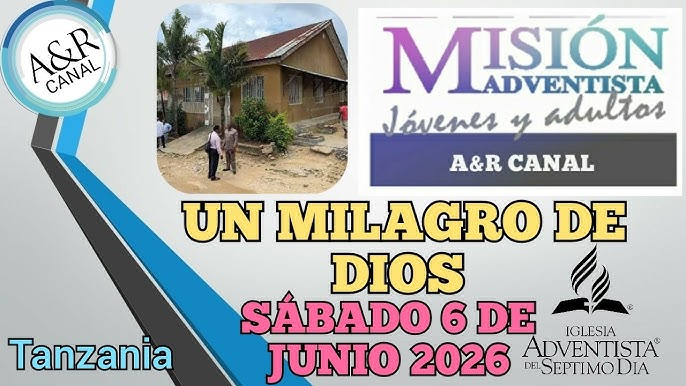 A&R
CANAL
MISIÓN
ADVENTISTA
Jóvenes y adultos
A&R CANAL
UN MILAGRO DE
DIOS
SÁBADO 6 DE
JUNIO 2026
Tanzania
IGLESIA
ADVENTISTA®
DEL SÉPTIMO DÍA